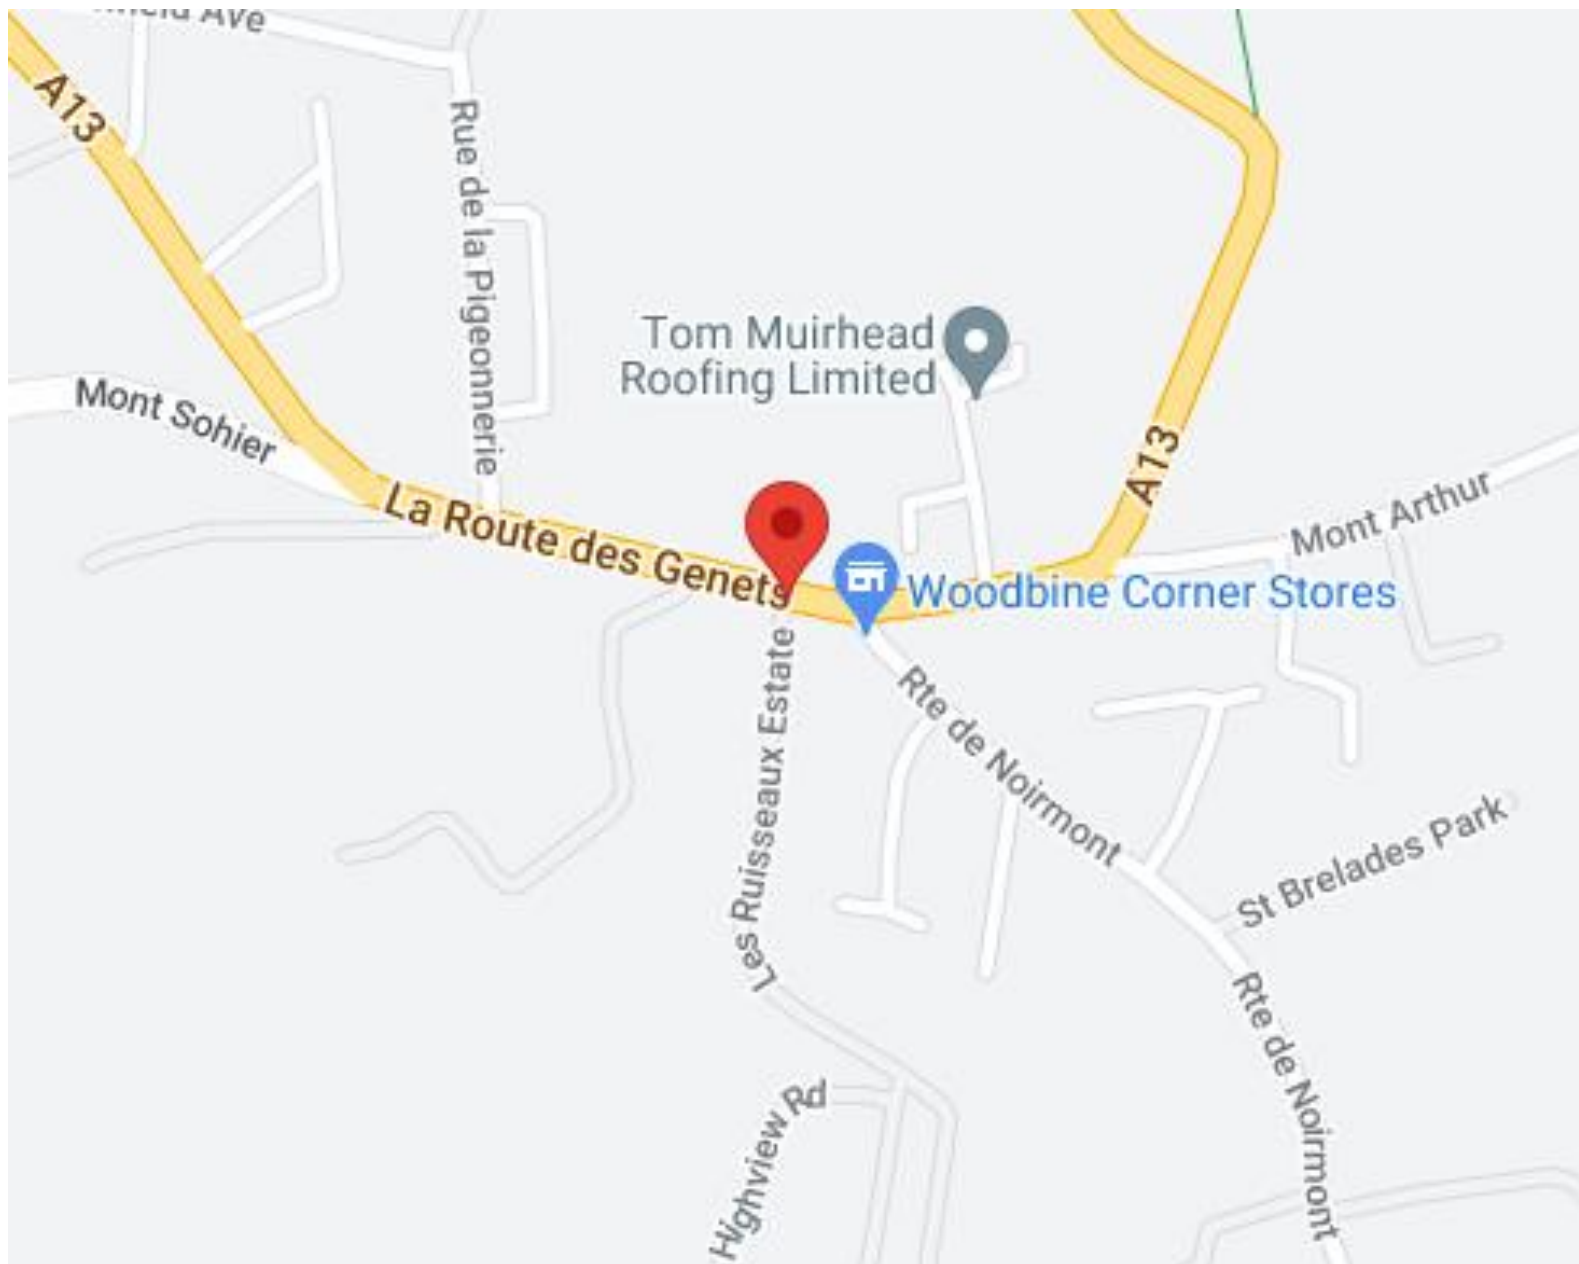 Ave
A13
Rue de la Pigeonnerie
Tom Muirhead
Roofing Limited
Mont Sohier
A13
La Route des Genets
Mont Arthur
Woodbine Corner Stores
Les Ruisseaux Estate
Rte de Noirmont
St Brelades Park
Rte de Noirmont
Highview Rd